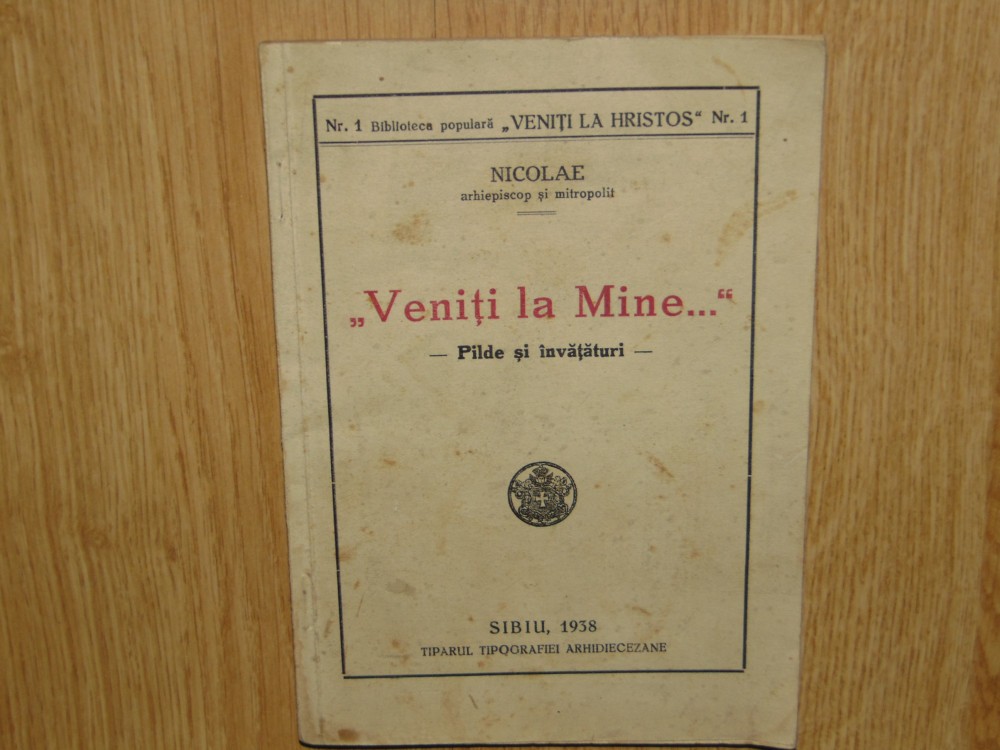 Nr. 1 Biblioteca populară „VENIȚI LA HRISTOS“ Nr. 1
NICOLAE
arhiepiscop și mitropolit
„Veniți la Mine...“
— Pilde și învățături —
SIBIU, 1938
TIPARUL TIPOGRAFIEI ARHIDIECEZANE